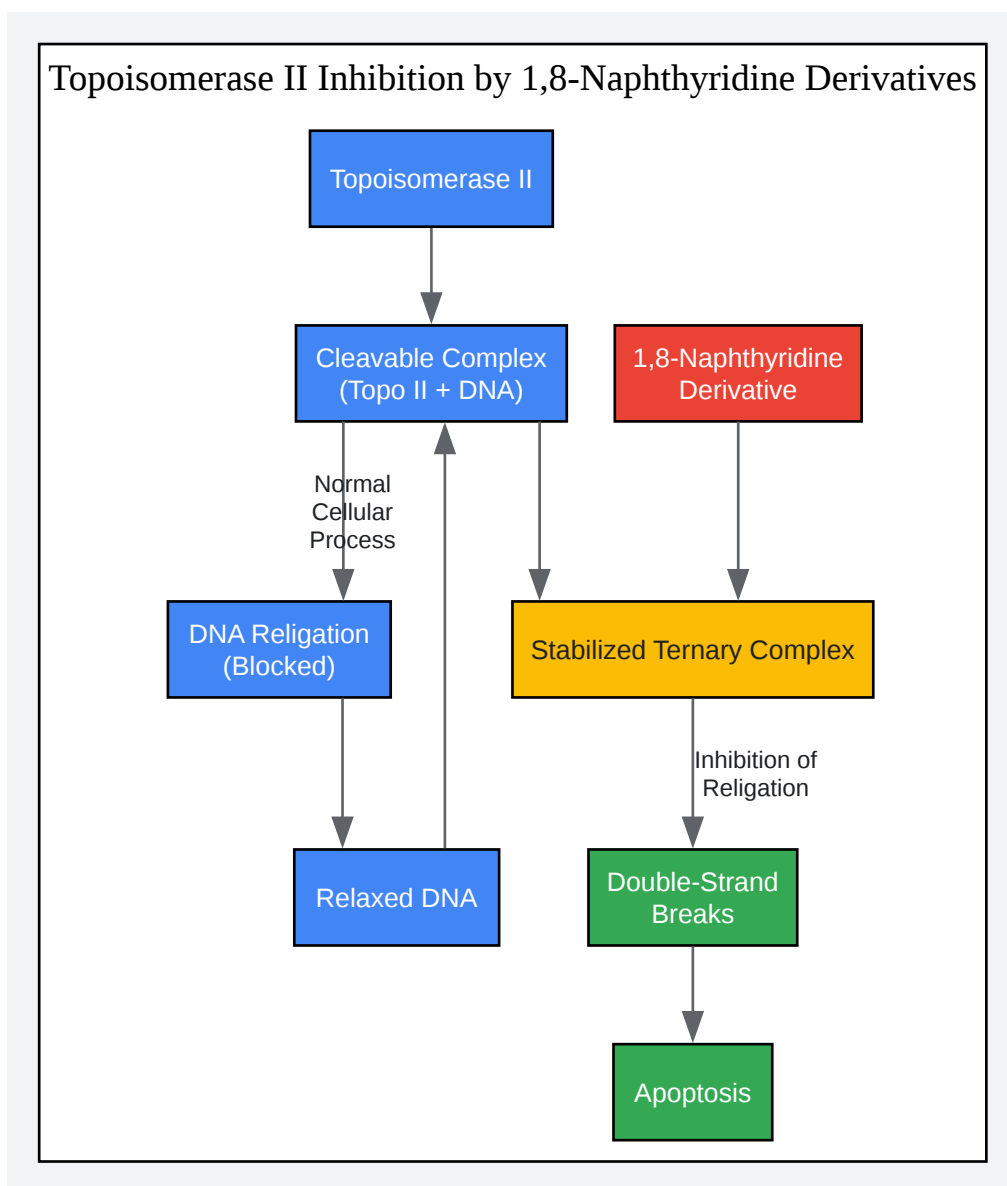 Topoisomerase II Inhibition by 1,8-Naphthyridine Derivatives
Topoisomerase II
Cleavable Complex
(Topo II + DNA)
1,8-Naphthyridine
Derivative
Normal
Cellular
Process
DNA Religation
(Blocked)
Stabilized Ternary Complex
Inhibition of
Religation
Relaxed DNA
Double-Strand
Breaks
Apoptosis